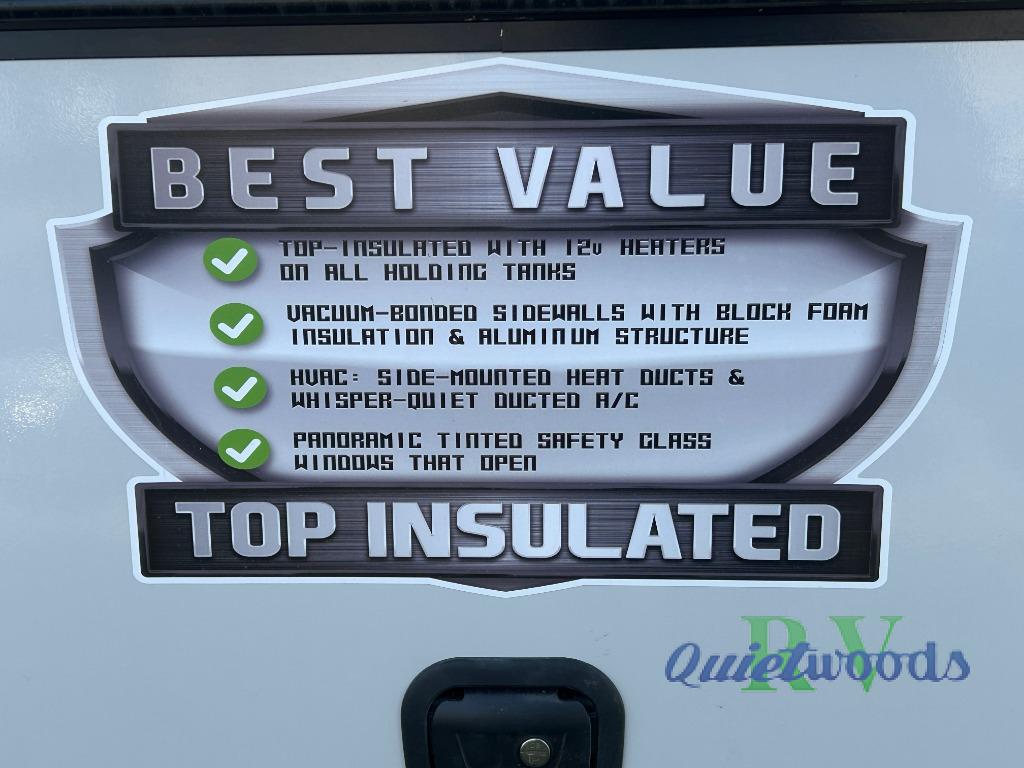 BEST VALUE
TOP-INSULATED WITH 12v HEATERS
ON ALL HOLDING TANKS
VACUUM-BONDED SIDEWALLS WITH BLOCK FOAM
INSULATION & ALUMINUM STRUCTURE
HVAC: SIDE-MOUNTED HEAT DUCTS &
WHISPER-QUIET DUCTED A/C
PANORAMIC TINTED SAFETY GLASS
WINDOWS THAT OPEN
TOP INSULATED
RV
Quietwoods